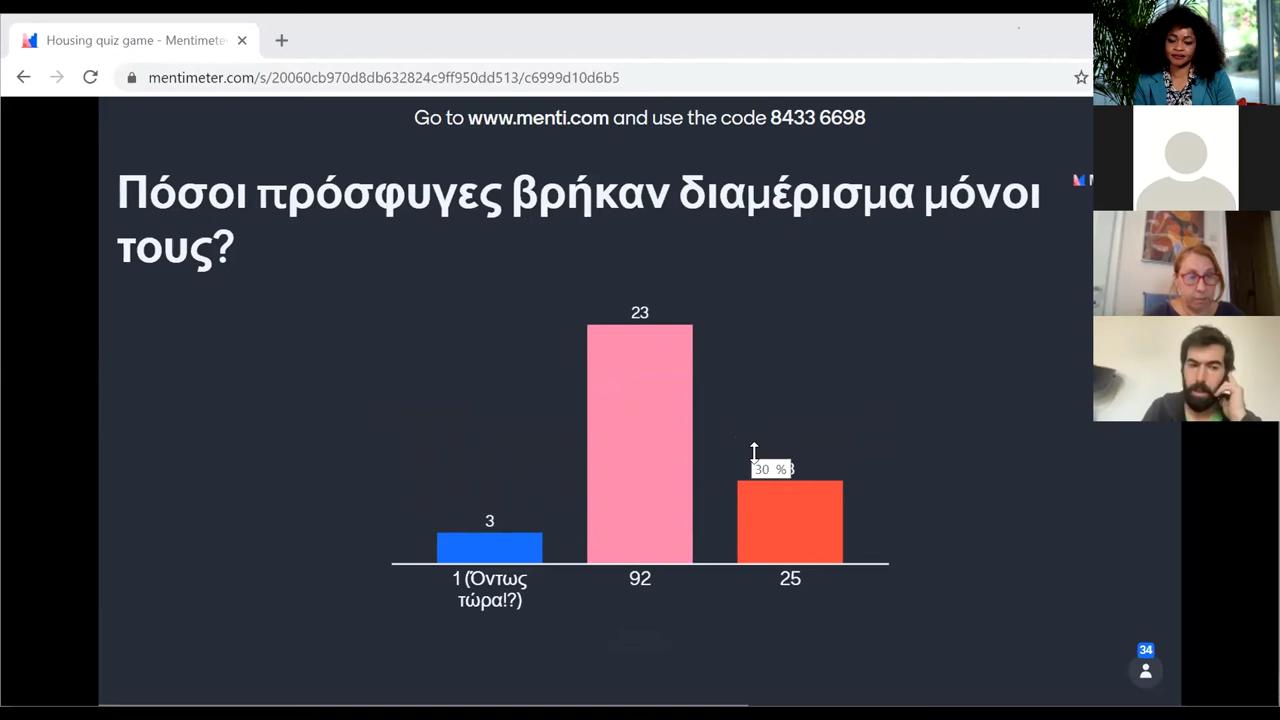 Housing quiz game - Mentimete
mentimeter.com/s/20060cb970d8db632824c9ff950dd513/c6999d10d6b5
Go to www.menti.com and use the code 8433 6698
Πόσοι πρόσφυγες βρήκαν διαμέρισμα μόνοι
τους?
23
30 %
3
1 (Όντως
τώρα!?)
92
25
34